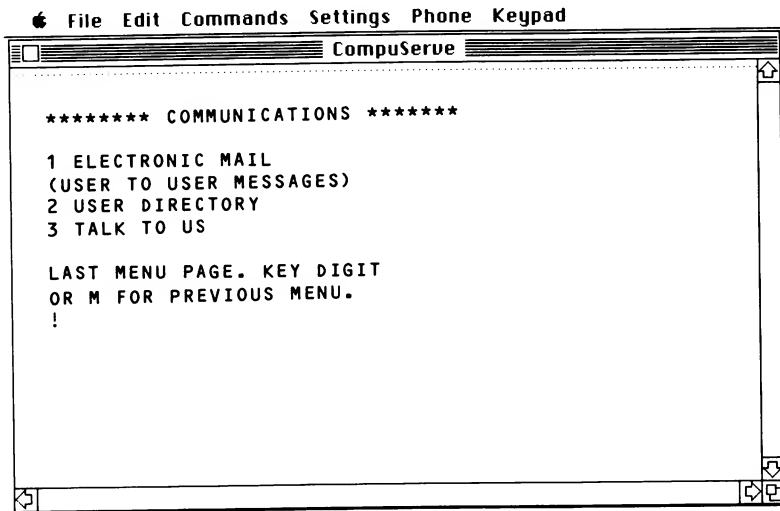 File Edit Commands Settings Phone Keypad
CompuServe
******** COMMUNICATIONS *******
1 ELECTRONIC MAIL
(USER TO USER MESSAGES)
2 USER DIRECTORY
3 TALK TO US
LAST MENU PAGE. KEY DIGIT
OR M FOR PREVIOUS MENU.
!